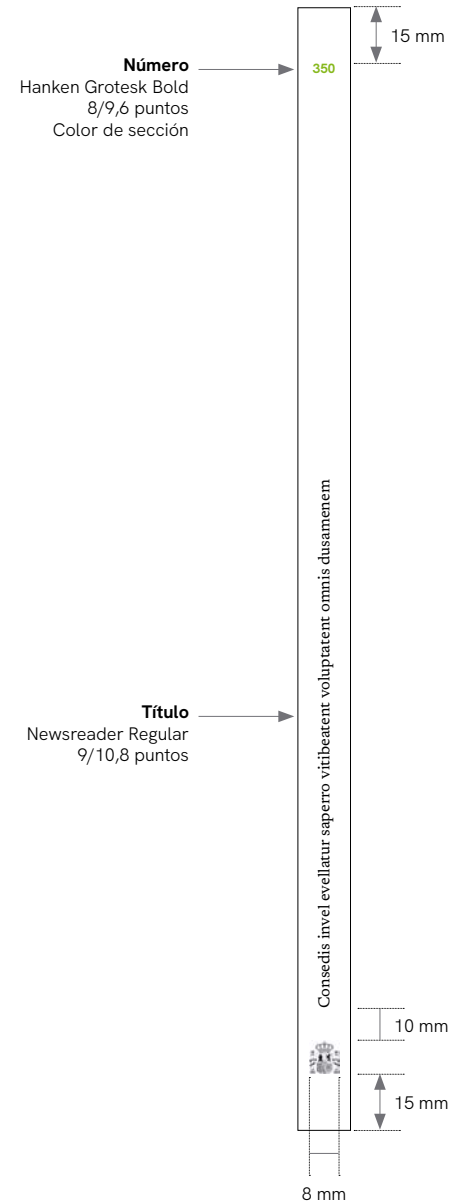 15 mm
Número
Hanken Grotesk Bold
8/9,6 puntos
Color de sección
350
Consedis invel evellatur saperro vitibeatent voluptatent omnis dusamenem
Título
Newsreader Regular
9/10,8 puntos
10 mm
15 mm
8 mm